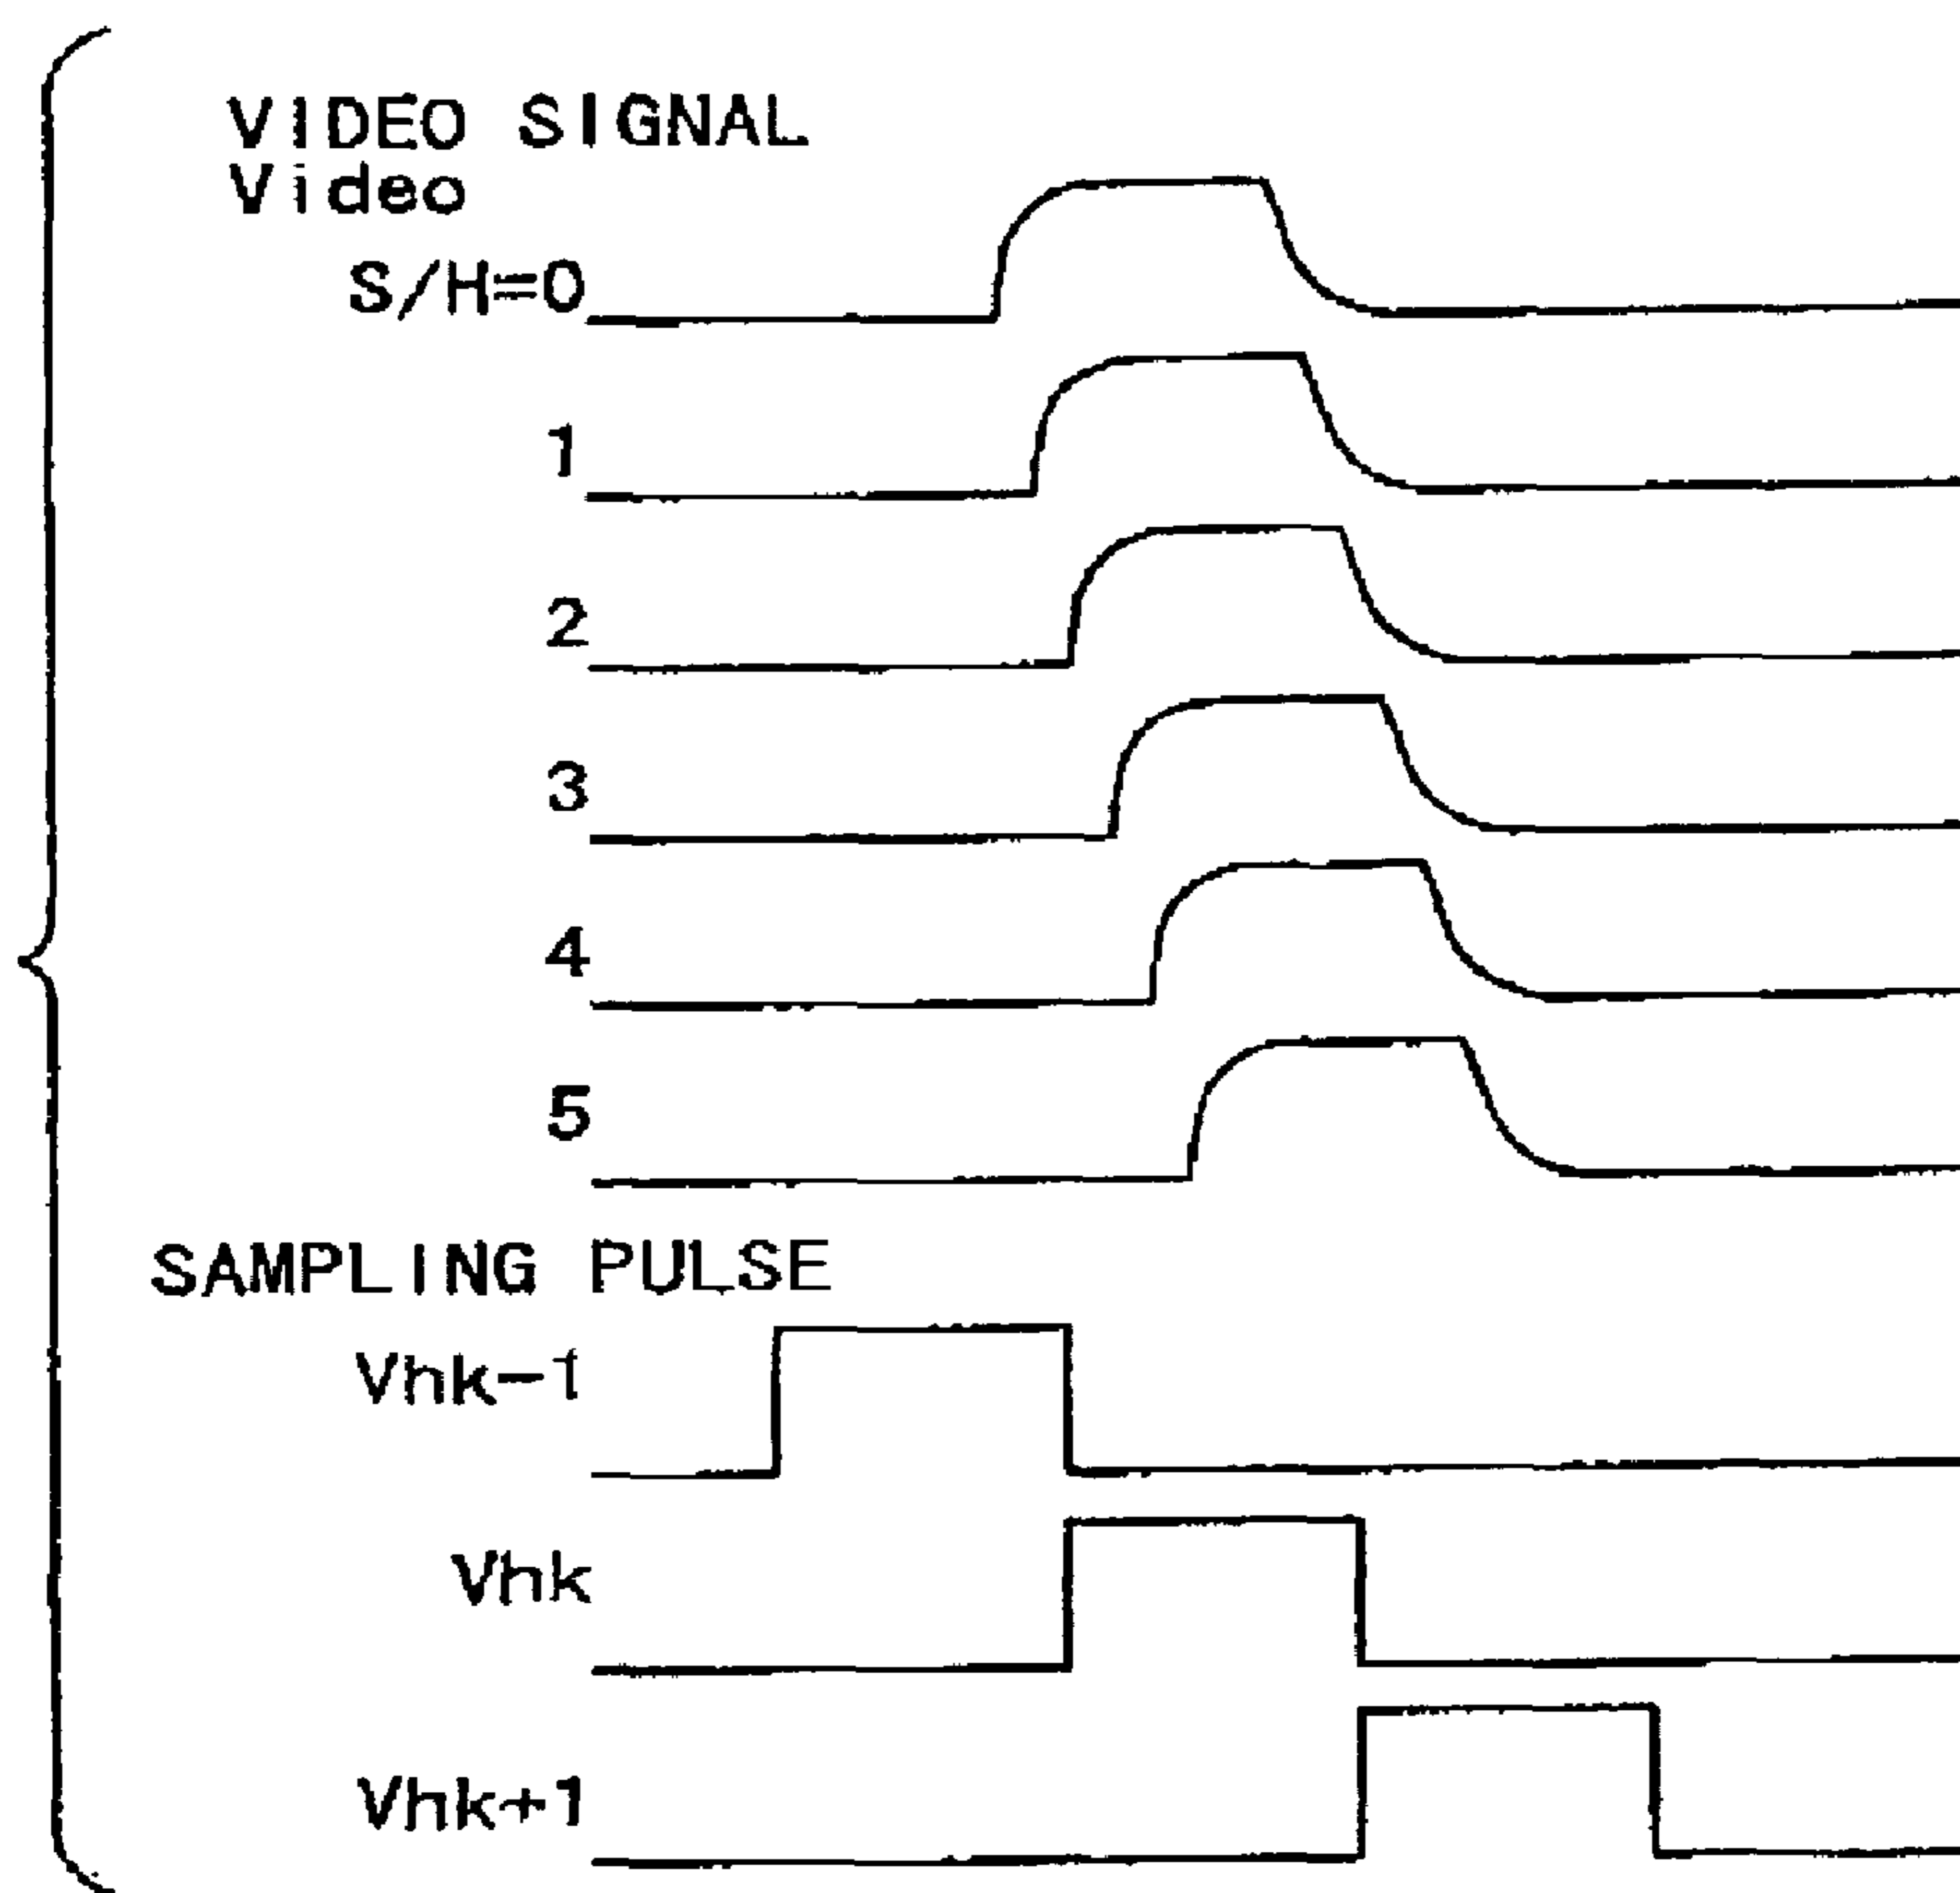 VIDEO SIGNAL
Video
S/H=0
1
2
3
4
5
SAMPLING PULSE
Vhk-1
Vhk
Vhk+1